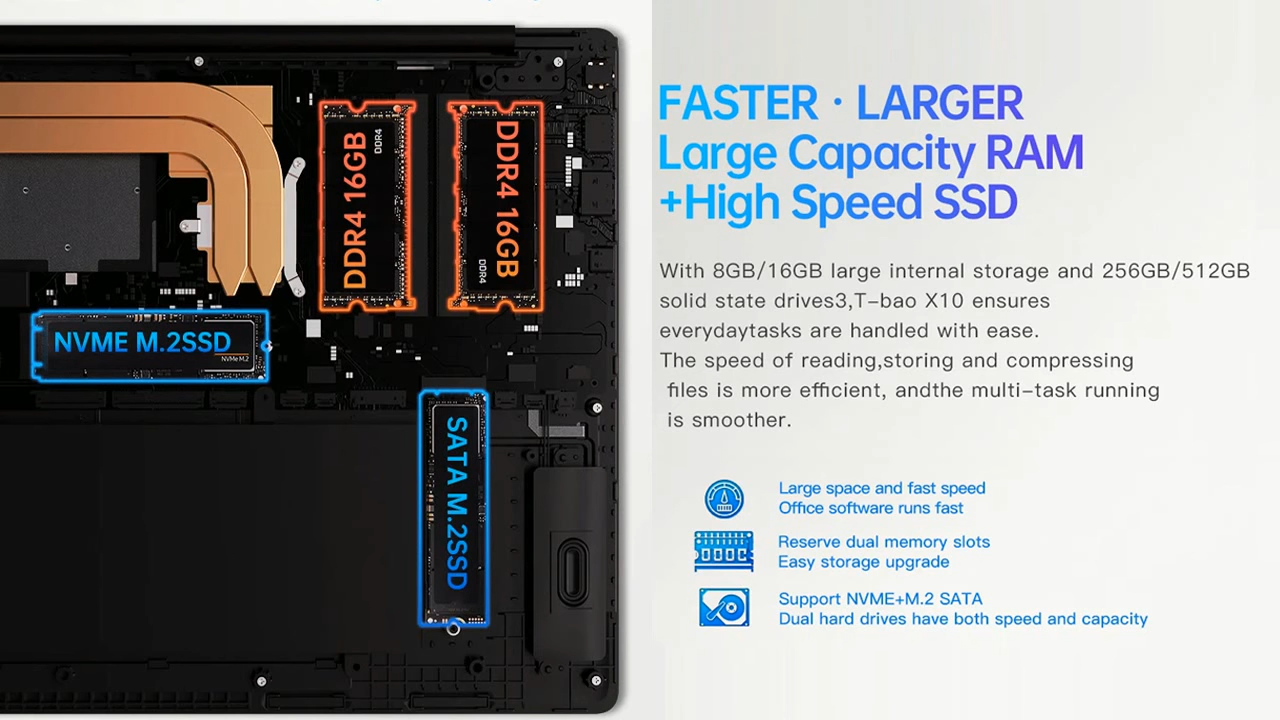 FASTER · LARGER
Large Capacity RAM
+High Speed SSD
With 8GB/16GB large internal storage and 256GB/512GB
solid state drives3,T-bao X10 ensures
everydaytasks are handled with ease.
The speed of reading,storing and compressing
files is more efficient, andthe multi-task running
is smoother.
Large space and fast speed
Office software runs fast
Reserve dual memory slots
Easy storage upgrade
Support NVME+M.2 SATA
Dual hard drives have both speed and capacity
DDR4 16GB
DDR4
DDR4 16GB
DDR4
NVME M.2SSD
NVMe M.2
SATA M.2SSD